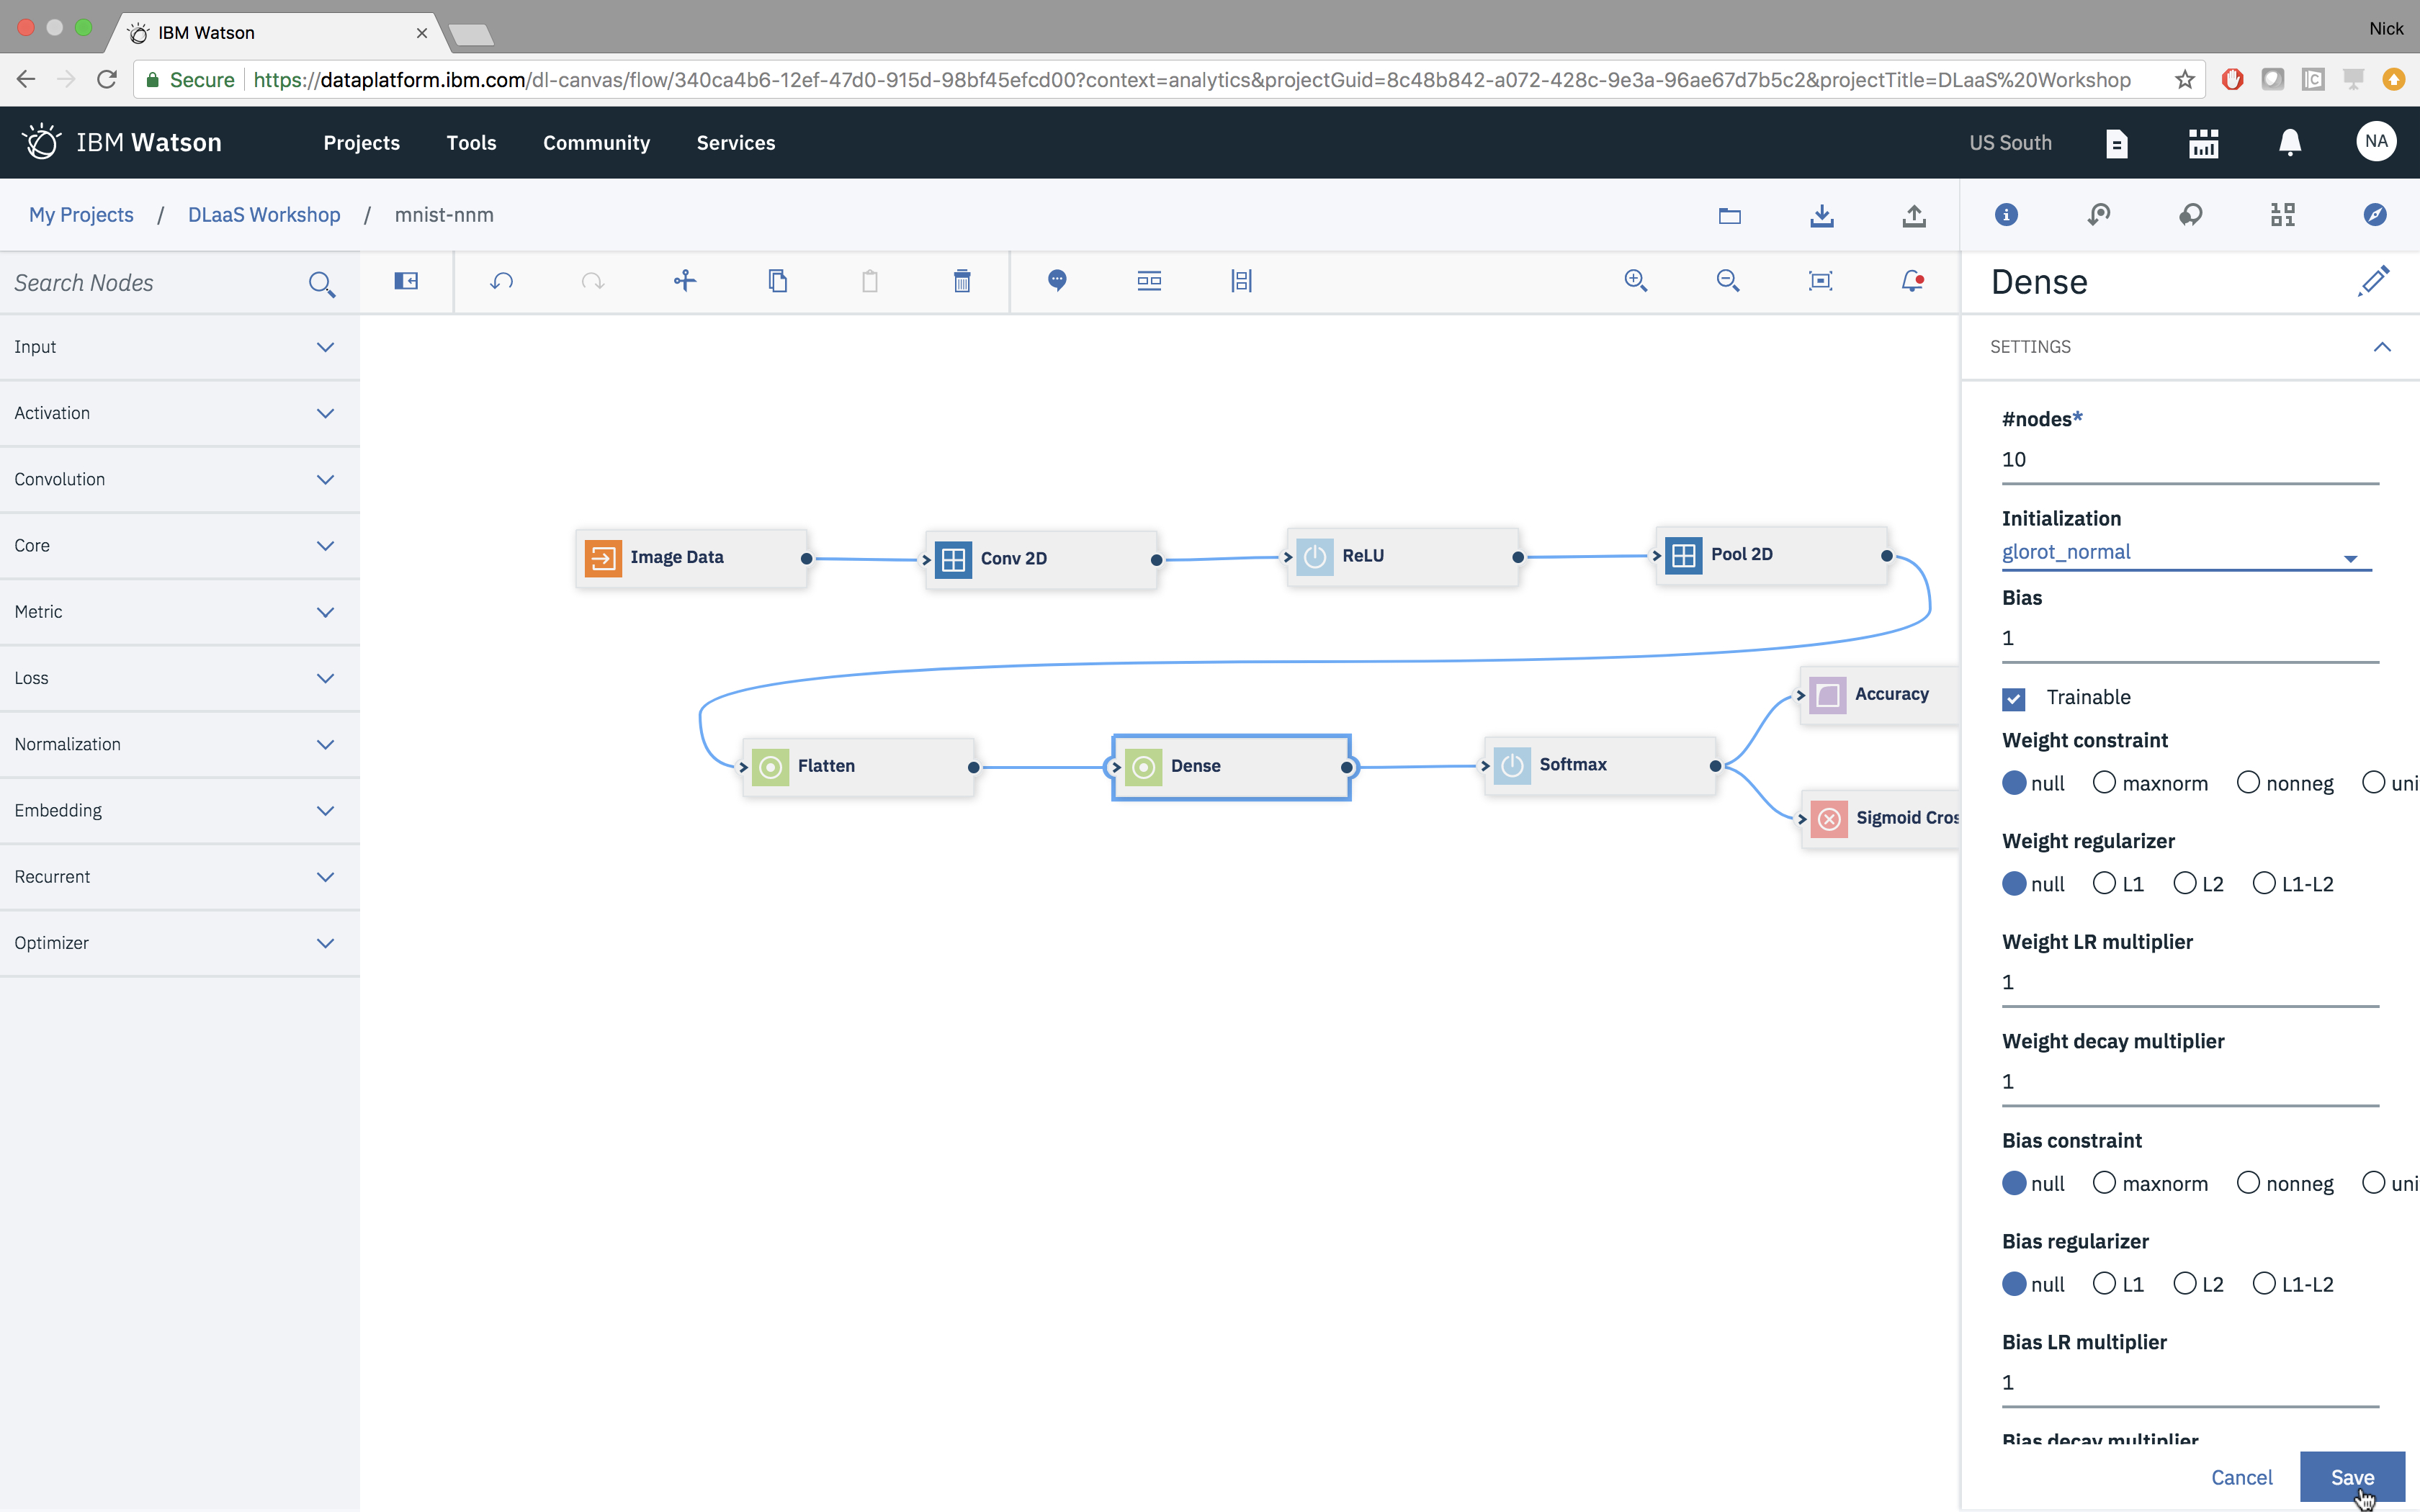 IBM Watson
Nick
Secure https://dataplatform.ibm.com/dl-canvas/flow/340ca4b6-12ef-47d0-915d-98bf45efcd00?context=analytics&projectGuid=8c48b842-a072-428c-9e3a-96ae67d7b5c2&projectTitle=DLaaS%20Workshop
IBM Watson Projects Tools Community Services US South NA
My Projects / DLaaS Workshop / mnist-nnm
Search Nodes
Input
Activation
Convolution
Core
Metric
Loss
Normalization
Embedding
Recurrent
Optimizer
Image Data Conv 2D ReLU Pool 2D
Accuracy
Flatten Dense Softmax
Sigmoid Cros
Dense
SETTINGS
#nodes*
10
Initialization
glorot_normal
Bias
1
Trainable
Weight constraint
null maxnorm nonneg uni
Weight regularizer
null L1 L2 L1-L2
Weight LR multiplier
1
Weight decay multiplier
1
Bias constraint
null maxnorm nonneg uni
Bias regularizer
null L1 L2 L1-L2
Bias LR multiplier
1
Bias decay multiplier
Cancel Save